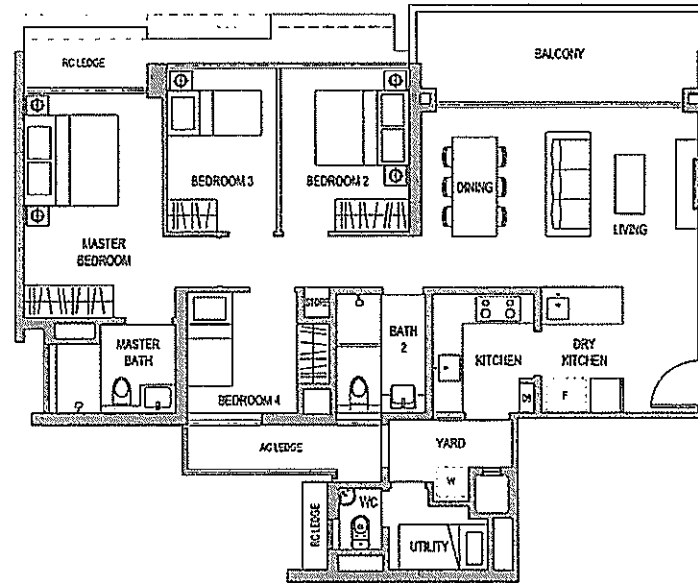 RC LEDGE
BALCONY
BEDROOM 3
BEDROOM 2
DINING
LIVING
MASTER
BEDROOM
STORE
MASTER
BATH
BATH
2
KITCHEN
DRY
KITCHEN
BEDROOM 4
DB
F
AC LEDGE
YARD
W
WC
RC LEDGE
UTILITY